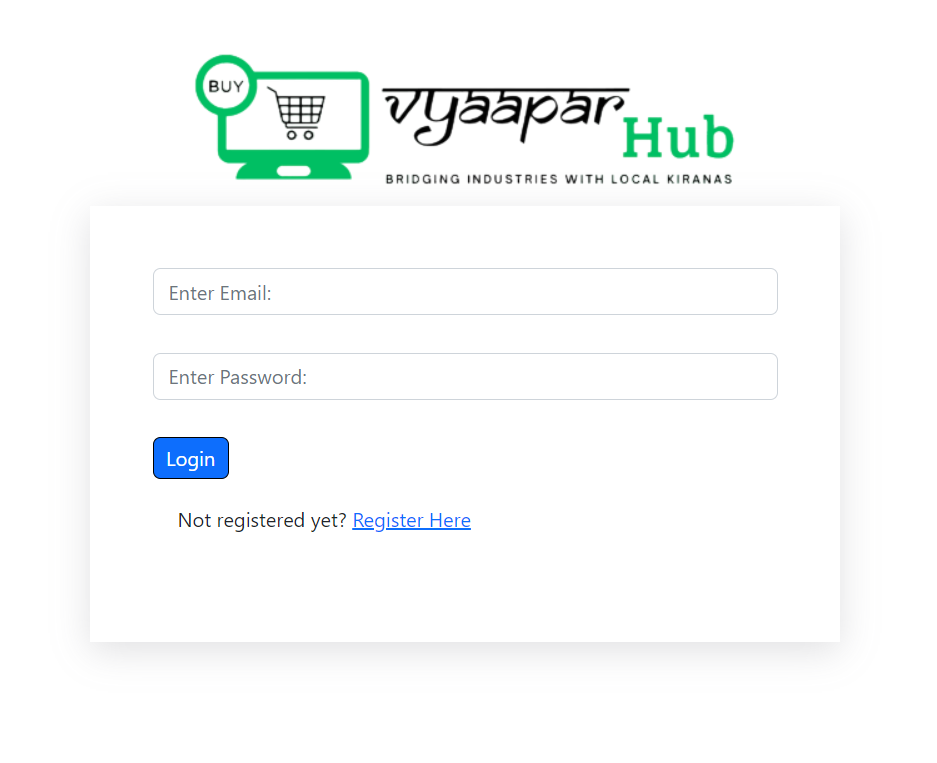 BUY
vyaapar
Hub
BRIDGING INDUSTRIES WITH LOCAL KIRANAS
Enter Email:
Enter Password:
Login
Not registered yet? Register Here